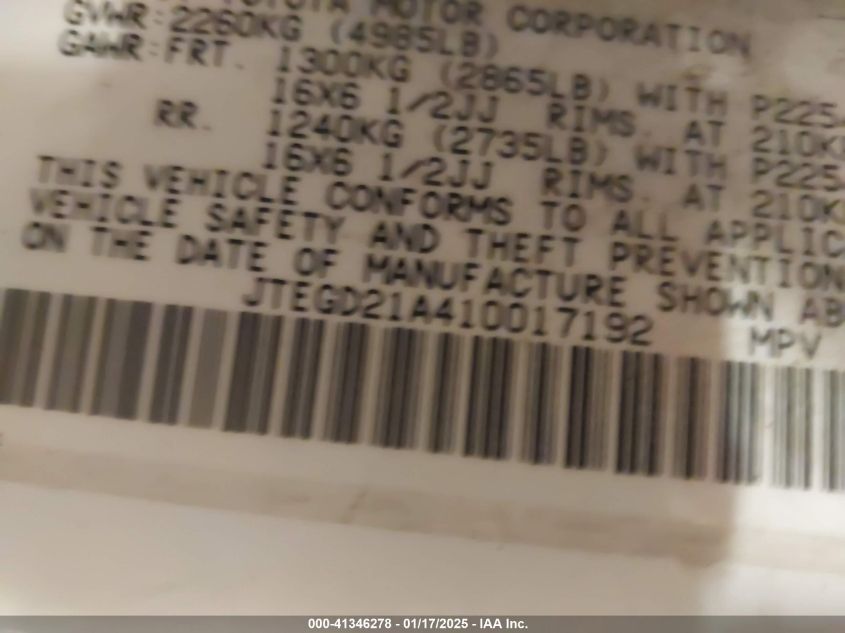 TOYOTA MOTOR CORPORATION
GVWR:2260KG (4985LB)
GAWR:FRT. 1300KG (2865LB) WITH P225
16X6 1/2JJ RIMS. AT 210K
RR. 1240KG (2735LB) WITH P225
16X6 1/2JJ RIMS. AT 210K
THIS VEHICLE CONFORMS TO ALL APPLIC
VEHICLE SAFETY AND THEFT PREVENTION
ON THE DATE OF MANUFACTURE SHOWN AB
JTEGD21A410017192 MPV
000-41346278 - 01/17/2025 - IAA Inc.